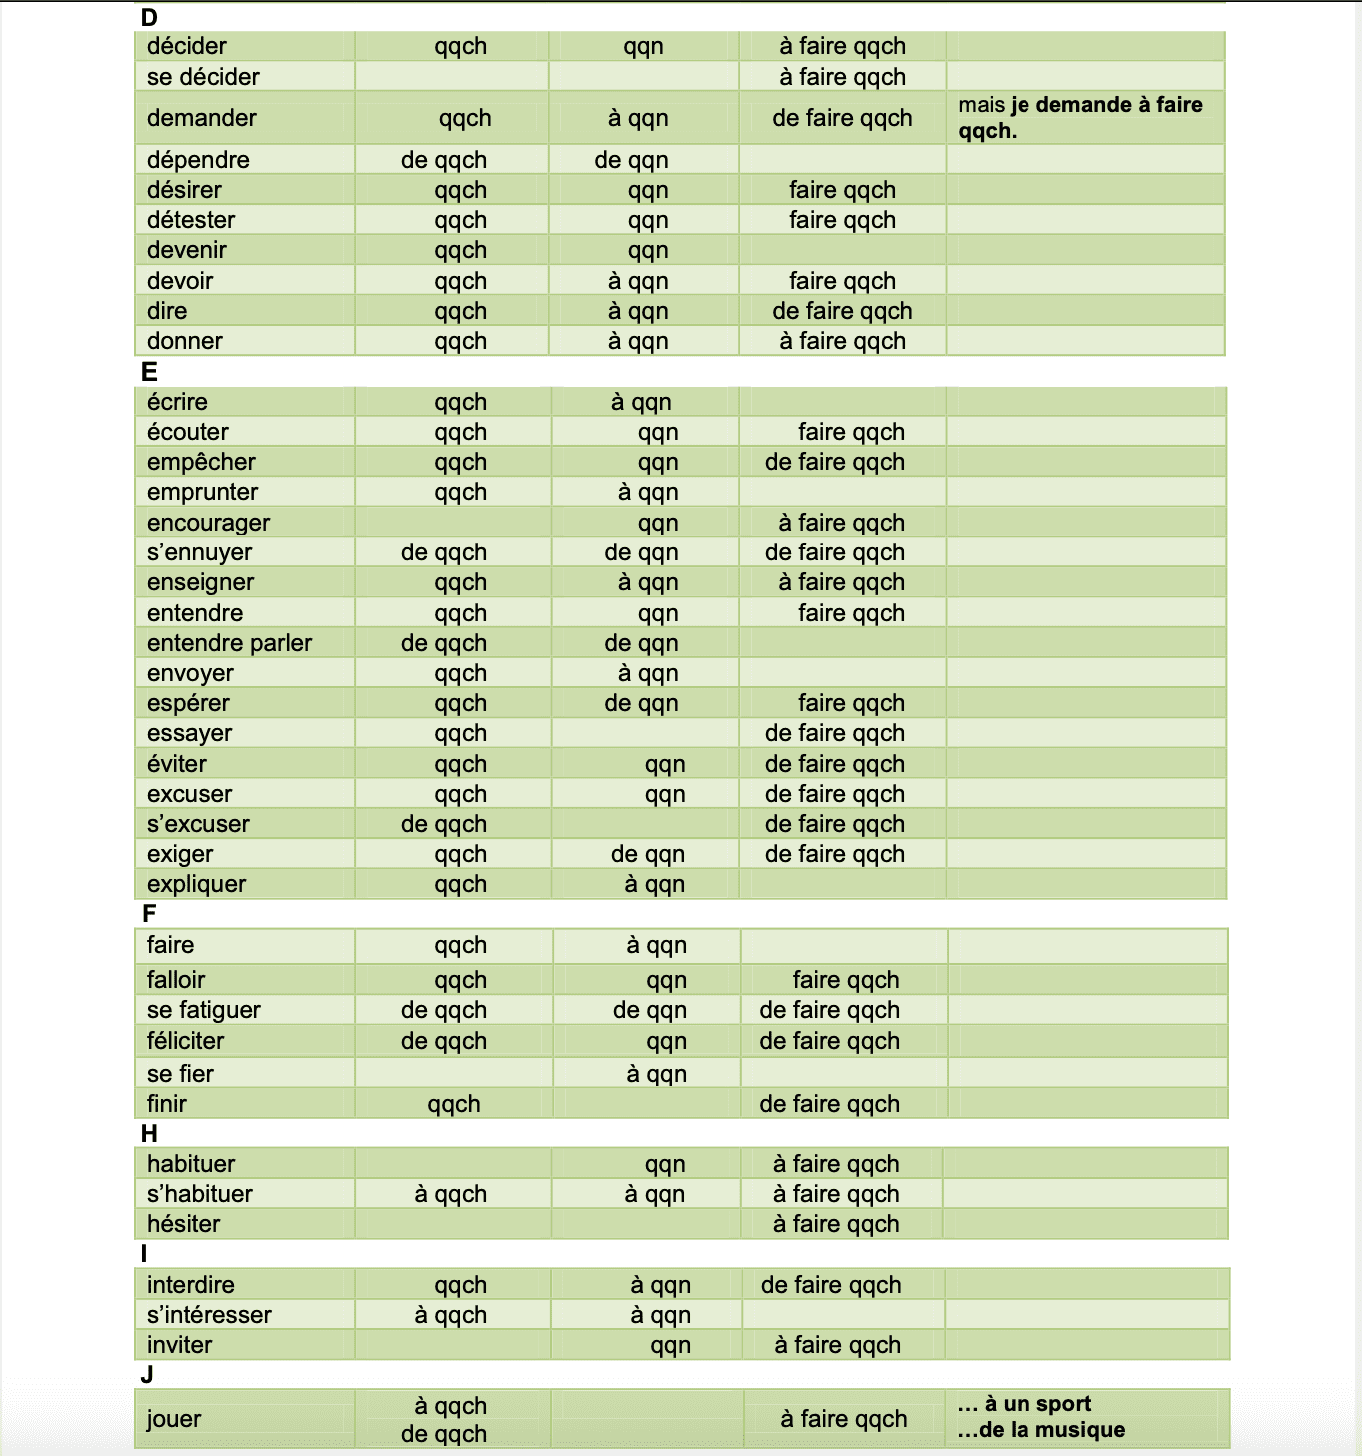 D
décider qqch qqn à faire qqch
se décider à faire qqch
demander qqch à qqn de faire qqch mais je demande à faire
qqch.
dépendre de qqch de qqn
désirer qqch qqn faire qqch
détester qqch qqn faire qqch
devenir qqch qqn
devoir qqch à qqn faire qqch
dire qqch à qqn de faire qqch
donner qqch à qqn à faire qqch
E
écrire qqch à qqn
écouter qqch qqn faire qqch
empêcher qqch qqn de faire qqch
emprunter qqch à qqn
encourager qqn à faire qqch
s’ennuyer de qqch de qqn de faire qqch
enseigner qqch à qqn à faire qqch
entendre qqch qqn faire qqch
entendre parler de qqch de qqn
envoyer qqch à qqn
espérer qqch de qqn faire qqch
essayer qqch de faire qqch
éviter qqch qqn de faire qqch
excuser qqch qqn de faire qqch
s’excuser de qqch de faire qqch
exiger qqch de qqn de faire qqch
expliquer qqch à qqn
F
faire qqch à qqn
falloir qqch qqn faire qqch
se fatiguer de qqch de qqn de faire qqch
féliciter de qqch qqn de faire qqch
se fier à qqn
finir qqch de faire qqch
H
habituer qqn à faire qqch
s’habituer à qqch à qqn à faire qqch
hésiter à faire qqch
I
interdire qqch à qqn de faire qqch
s’intéresser à qqch à qqn
inviter qqn à faire qqch
J
jouer à qqch à faire qqch … à un sport
de qqch …de la musique